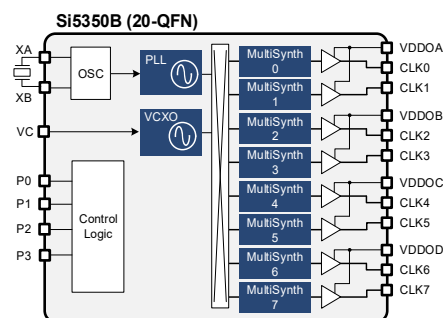 Si5350B (20-QFN)
XA
XB
OSC
PLL
VC
VCXO
P0
P1
P2
P3
Control
Logic
MultiSynth
0
MultiSynth
1
MultiSynth
2
MultiSynth
3
MultiSynth
4
MultiSynth
5
MultiSynth
6
MultiSynth
7
VDDOA
CLK0
CLK1
VDDOB
CLK2
CLK3
VDDOC
CLK4
CLK5
VDDOD
CLK6
CLK7